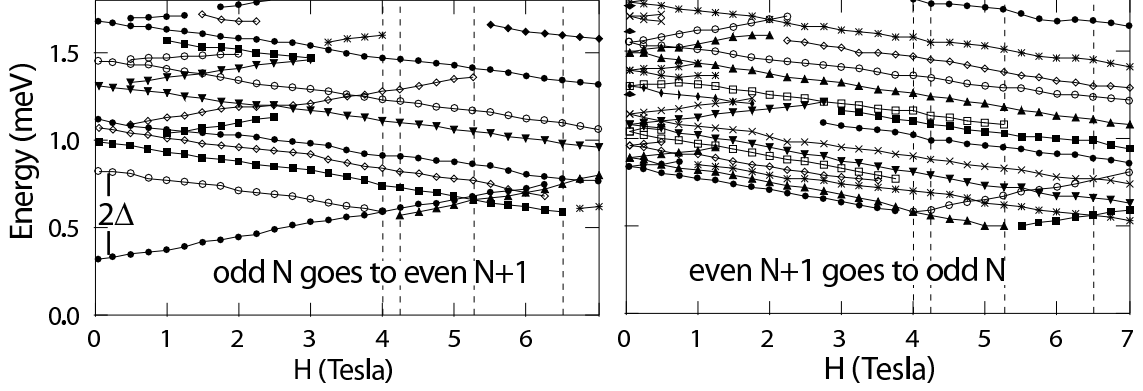 1.5
1.0
0.5
0.0
Energy (meV)
2Δ
odd N goes to even N+1
0 1 2 3 4 5 6
H (Tesla)
even N+1 goes to odd N
0 1 2 3 4 5 6 7
H (Tesla)